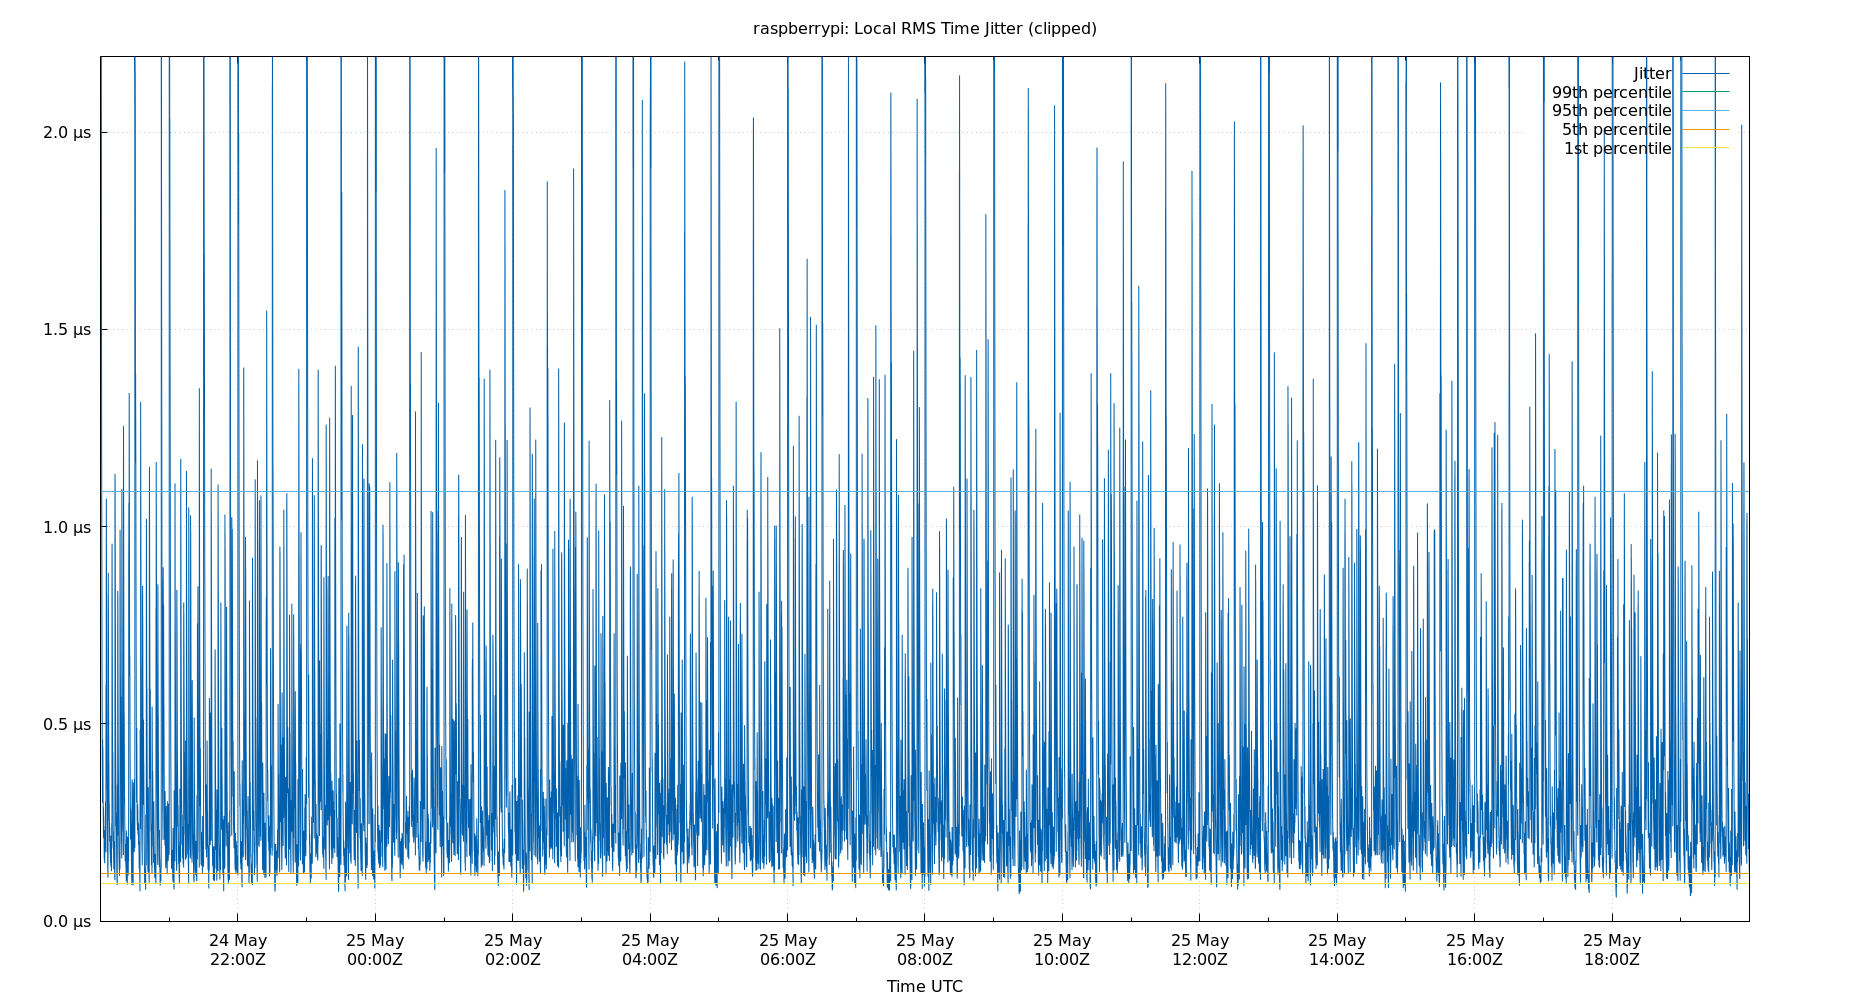 raspberrypi: Local RMS Time Jitter (clipped)
Jitter
99th percentile
95th percentile
5th percentile
1st percentile
2.0 µs
1.5 µs
1.0 µs
0.5 µs
0.0 µs
24 May 25 May 25 May 25 May 25 May 25 May 25 May 25 May 25 May 25 May 25 May
22:00Z 00:00Z 02:00Z 04:00Z 06:00Z 08:00Z 10:00Z 12:00Z 14:00Z 16:00Z 18:00Z
Time UTC